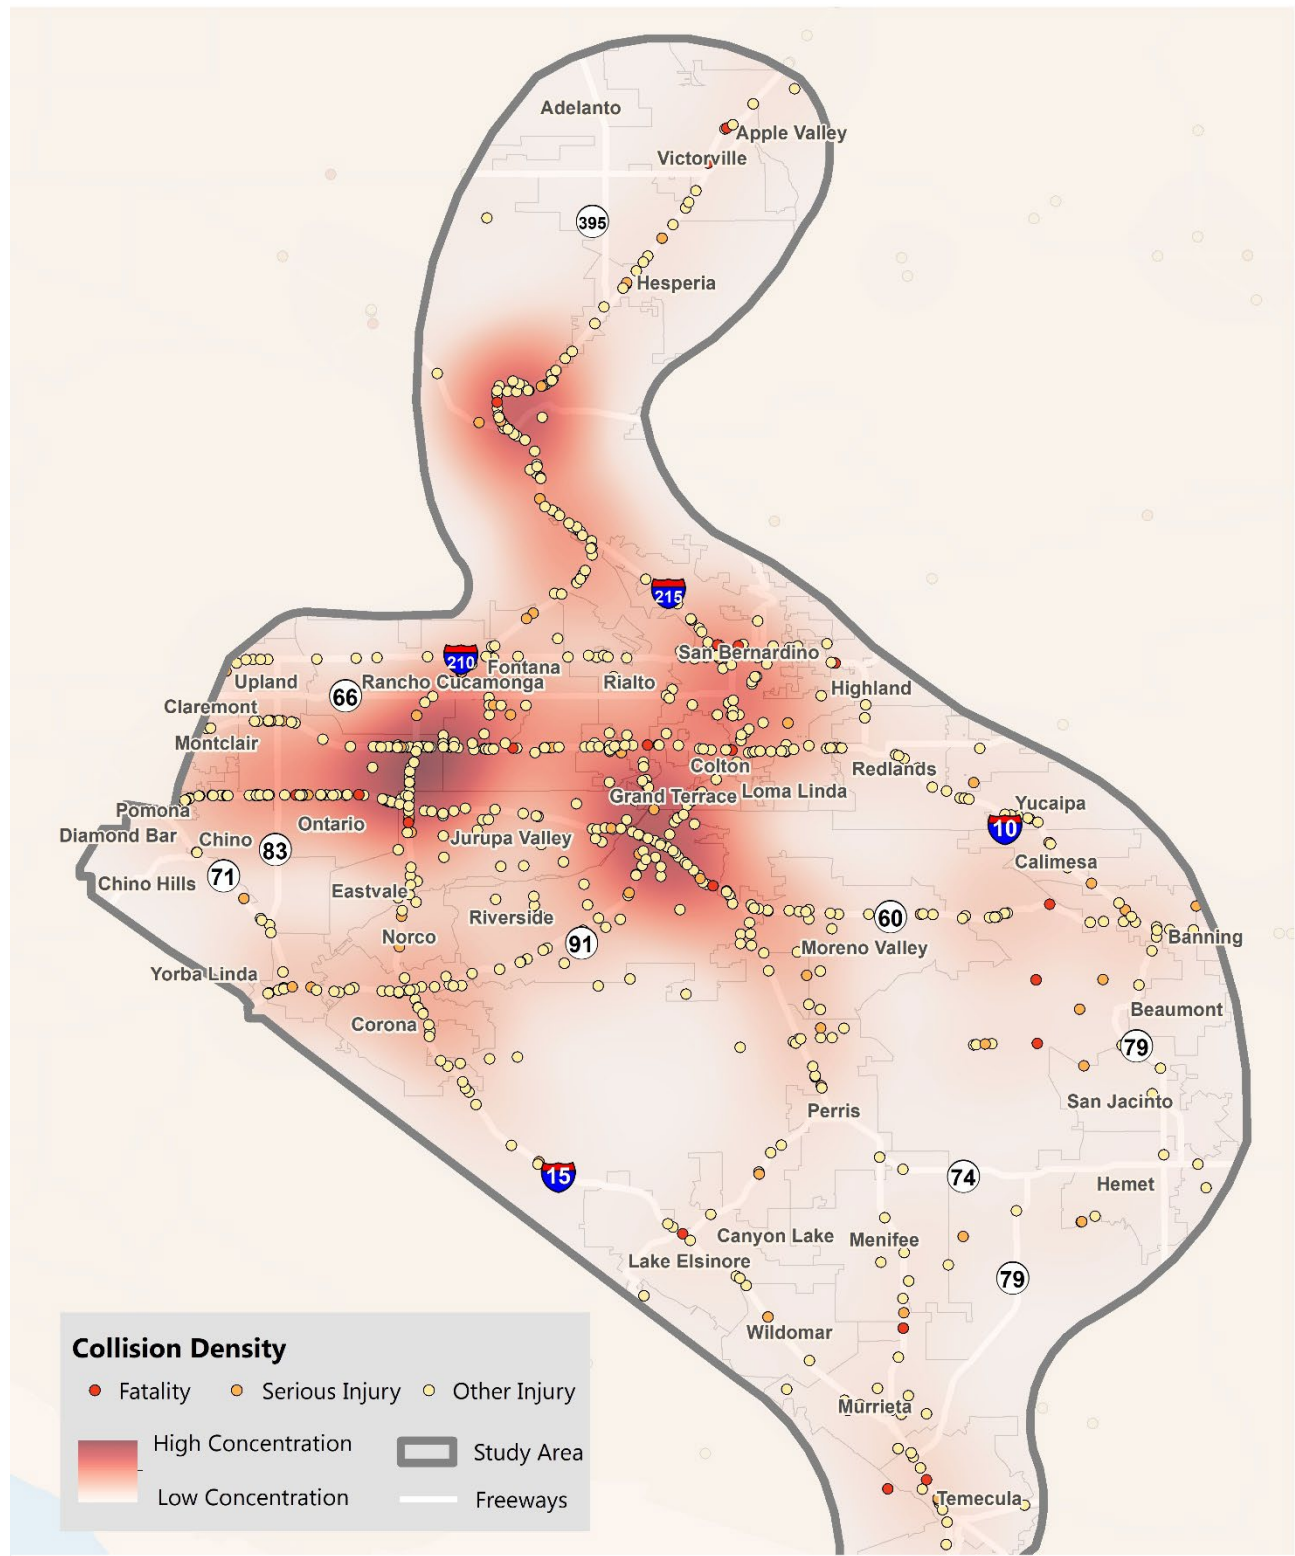 Adelanto
Apple Valley
Victorville
395
Hesperia
215
San Bernardino
210
Fontana
Upland
Rancho Cucamonga
Rialto
Highland
66
Claremont
Montclair
Colton
Redlands
Grand Terrace
Loma Linda
Pomona
Yucaipa
Ontario
10
Diamond Bar
Chino
83
Jurupa Valley
Calimesa
71
Chino Hills
Eastvale
Riverside
60
Norco
91
Moreno Valley
Banning
Yorba Linda
Corona
Beaumont
79
San Jacinto
Perris
15
74
Hemet
Canyon Lake
Menifee
Lake Elsinore
79
Wildomar
Murrieta
Temecula
Collision Density
Fatality
Serious Injury
Other Injury
High Concentration
Study Area
Low Concentration
Freeways